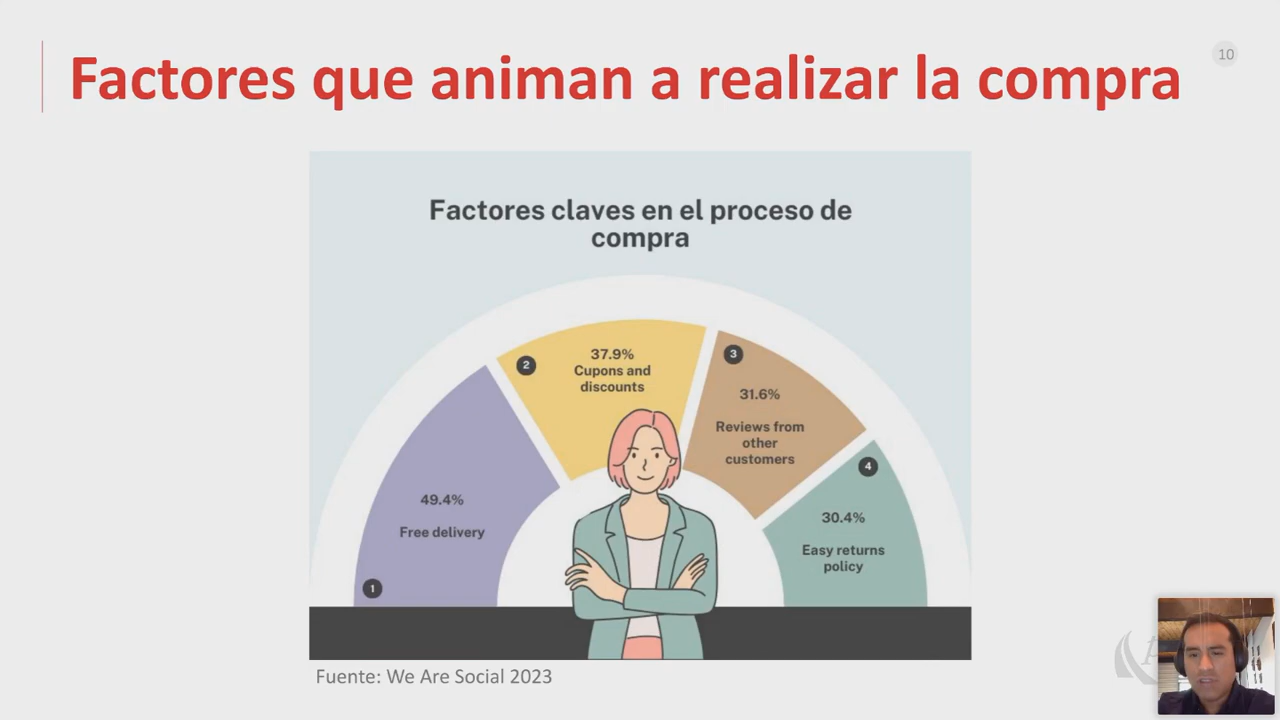 Factores que animan a realizar la compra
10
Factores claves en el proceso de
compra
2
37.9%
Cupons and
discounts
3
31.6%
Reviews from
other
customers
4
49.4%
Free delivery
30.4%
Easy returns
policy
1
Fuente: We Are Social 2023